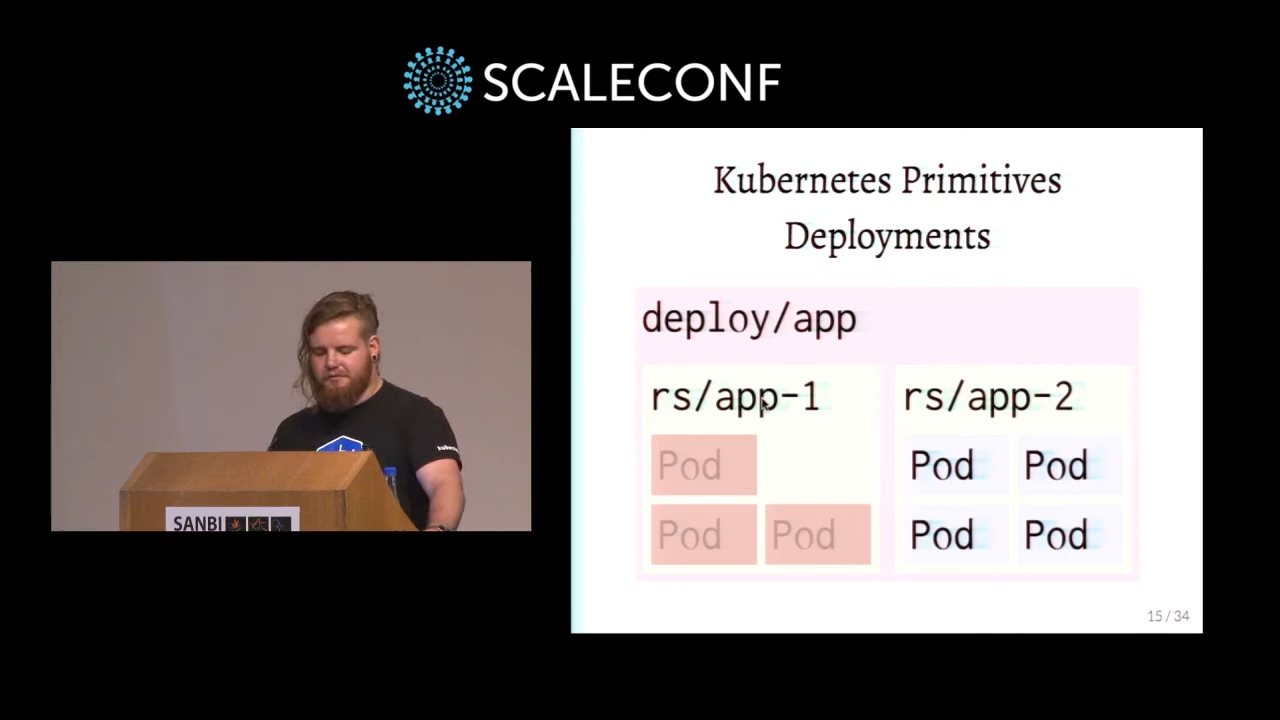 SCALECONF
Kubernetes Primitives
Deployments
deploy/app
rs/app-1
rs/app-2
Pod
Pod Pod
Pod Pod
Pod Pod
15 / 34
SANBI